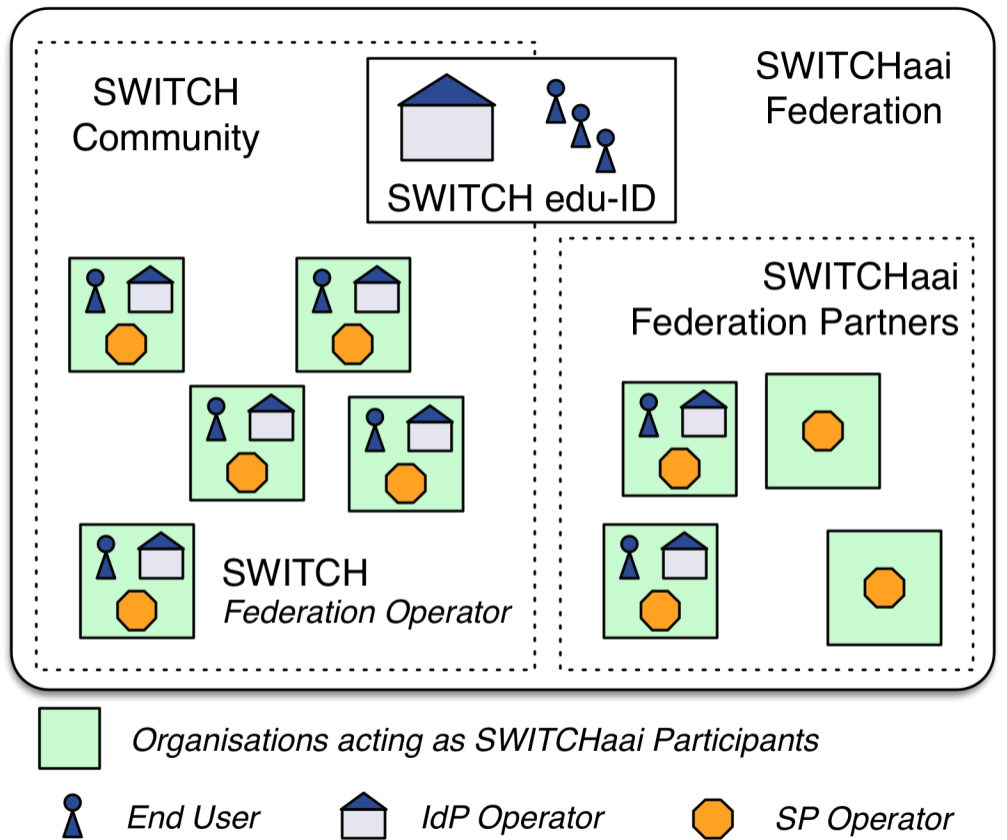 SWITCH
Community
SWITCH edu-ID
SWITCHaai
Federation
SWITCHaai
Federation Partners
SWITCH
Federation Operator
Organisations acting as SWITCHaai Participants
End User
IdP Operator
SP Operator